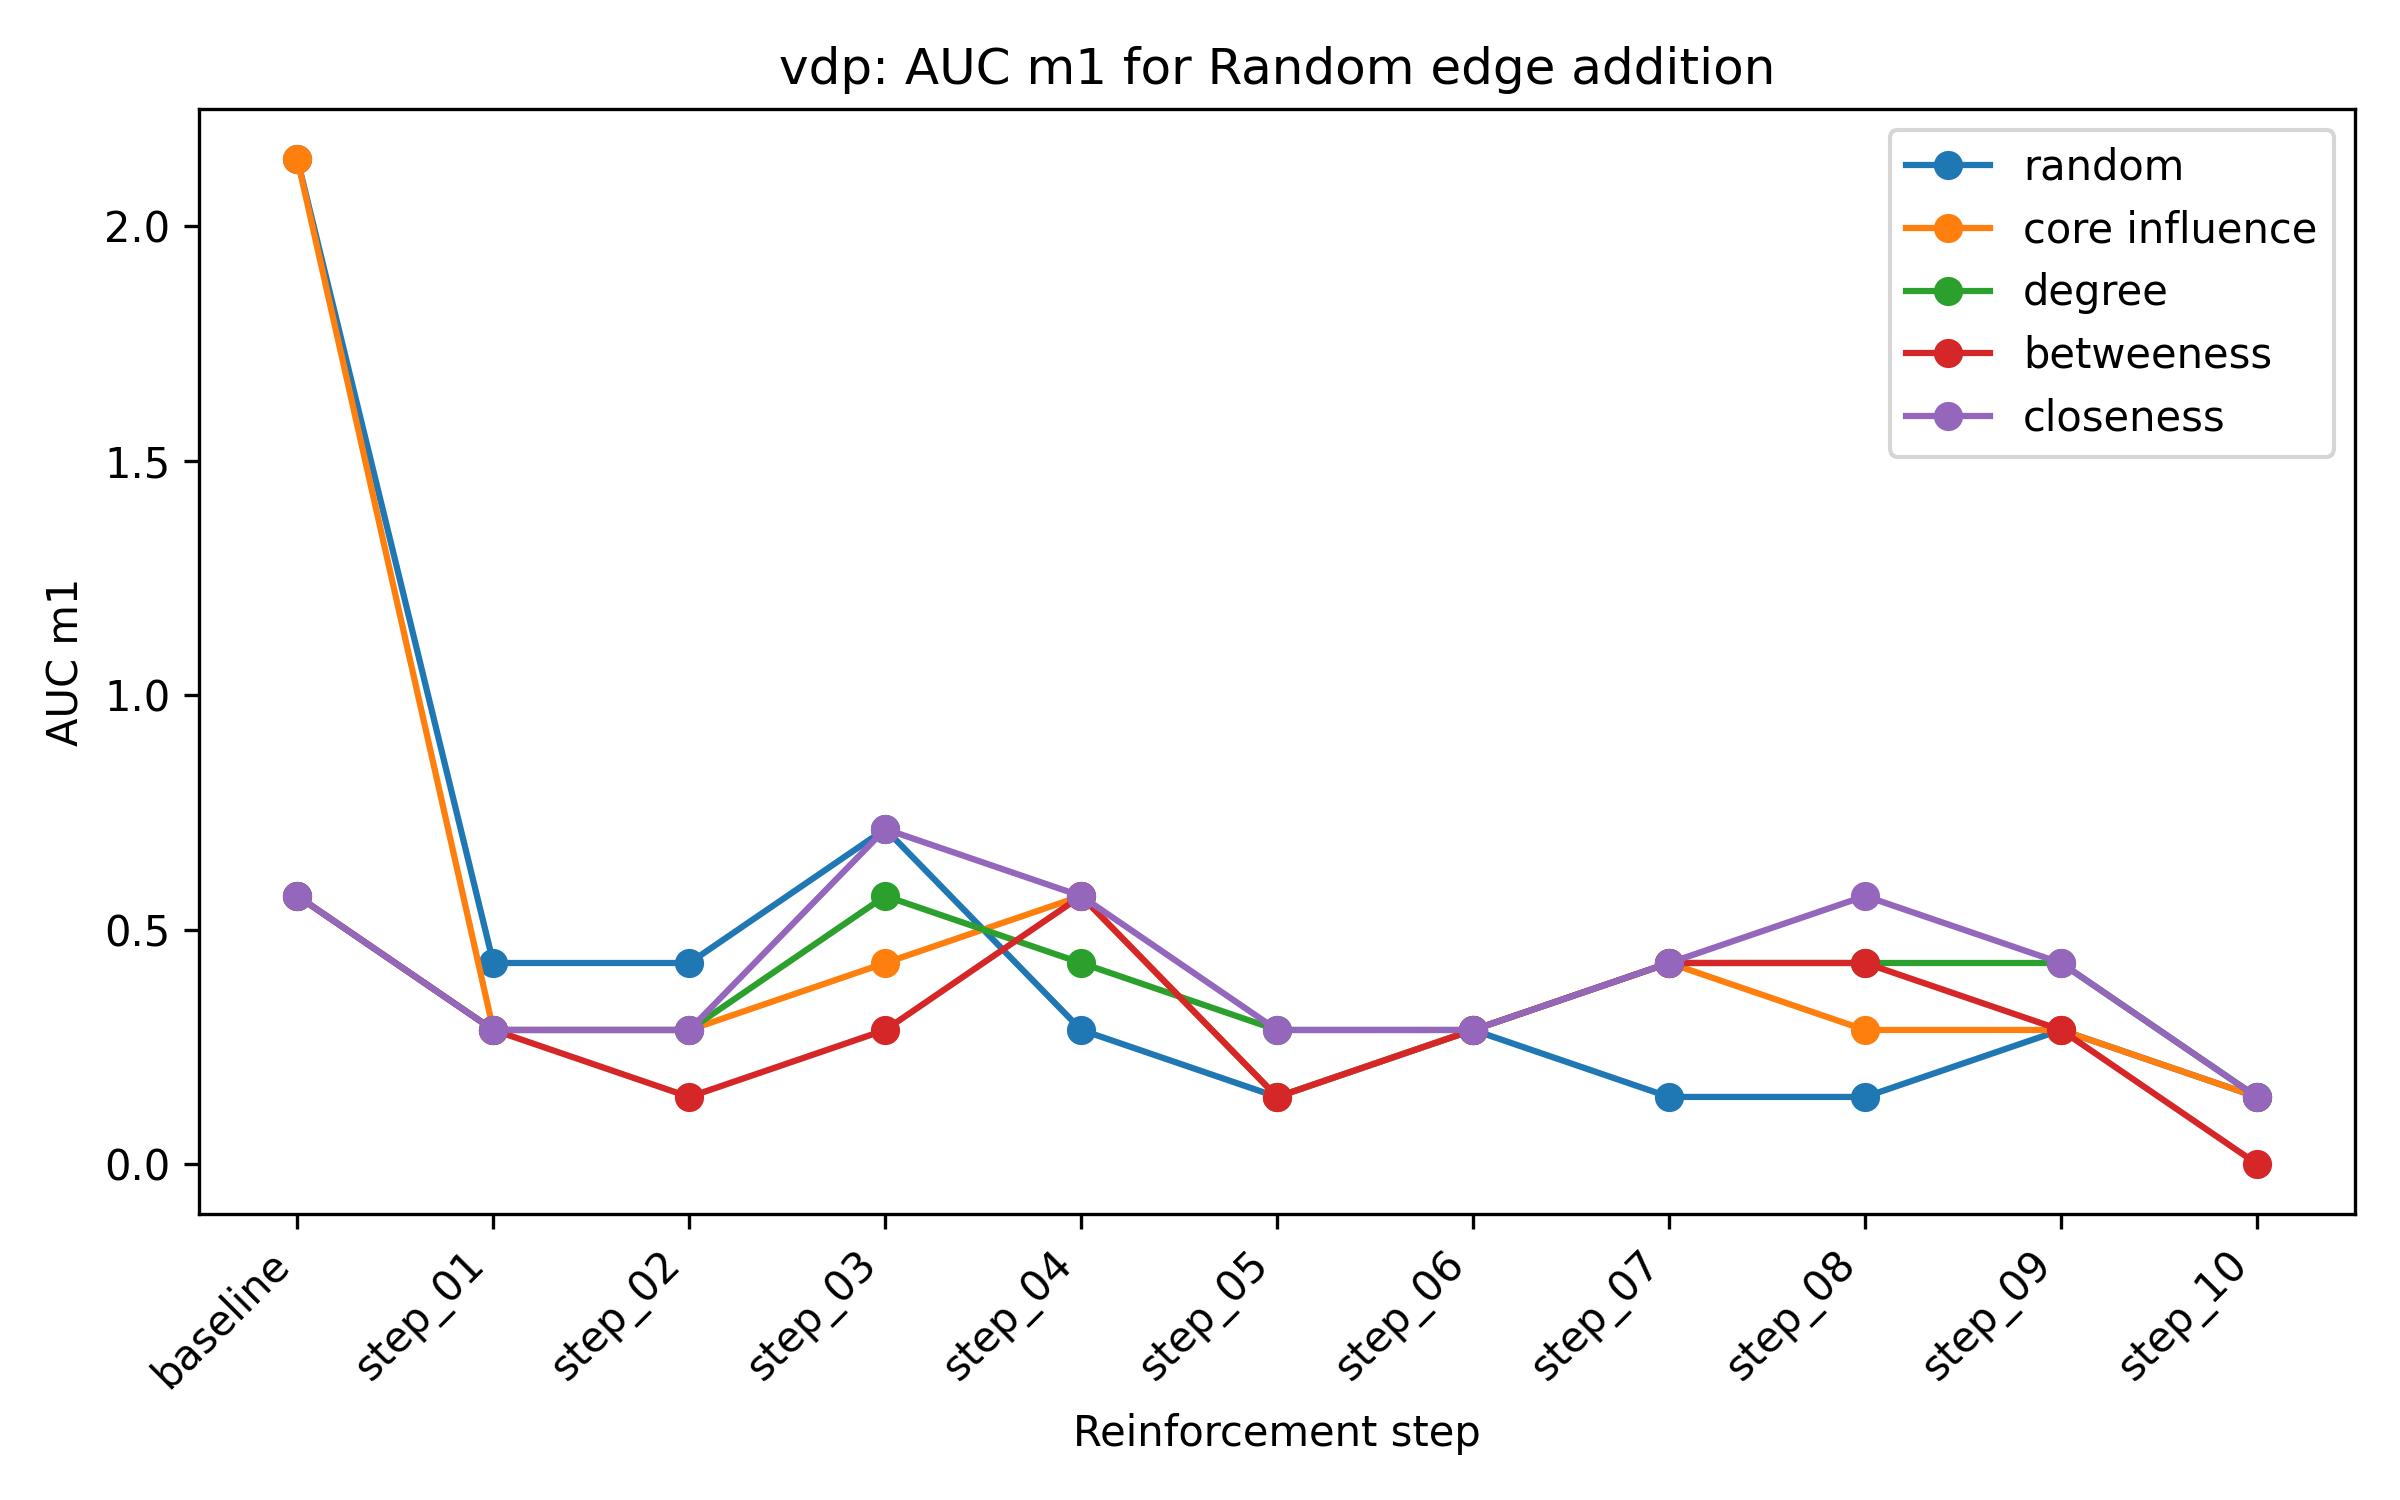 vdp: AUC m1 for Random edge addition
random
core influence
degree
betweeness
closeness
AUC m1
2.0
1.5
1.0
0.5
0.0
baseline
step_01
step_02
step_03
step_04
step_05
step_06
step_07
step_08
step_09
step_10
Reinforcement step